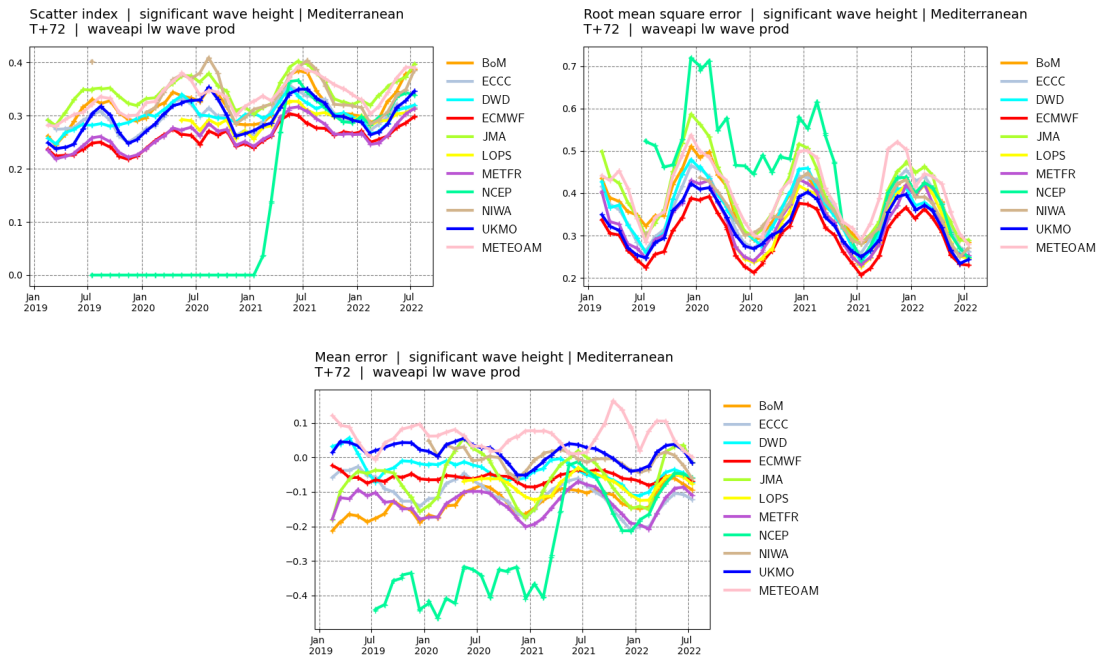 Scatter index | significant wave height | Mediterranean
T+72 | waveapi lw wave prod
0.4
0.3
0.2
0.1
0.0
Jan 2019
Jul 2019
Jan 2020
Jul 2020
Jan 2021
Jul 2021
Jan 2022
Jul 2022
BoM
ECCC
DWD
ECMWF
JMA
LOPS
METFR
NCEP
NIWA
UKMO
METEOAM
Root mean square error | significant wave height | Mediterranean
T+72 | waveapi lw wave prod
0.7
0.6
0.5
0.4
0.3
0.2
Jan 2019
Jul 2019
Jan 2020
Jul 2020
Jan 2021
Jul 2021
Jan 2022
Jul 2022
BoM
ECCC
DWD
ECMWF
JMA
LOPS
METFR
NCEP
NIWA
UKMO
METEOAM
Mean error | significant wave height | Mediterranean
T+72 | waveapi lw wave prod
0.1
0.0
−0.1
−0.2
−0.3
−0.4
Jan 2019
Jul 2019
Jan 2020
Jul 2020
Jan 2021
Jul 2021
Jan 2022
Jul 2022
BoM
ECCC
DWD
ECMWF
JMA
LOPS
METFR
NCEP
NIWA
UKMO
METEOAM